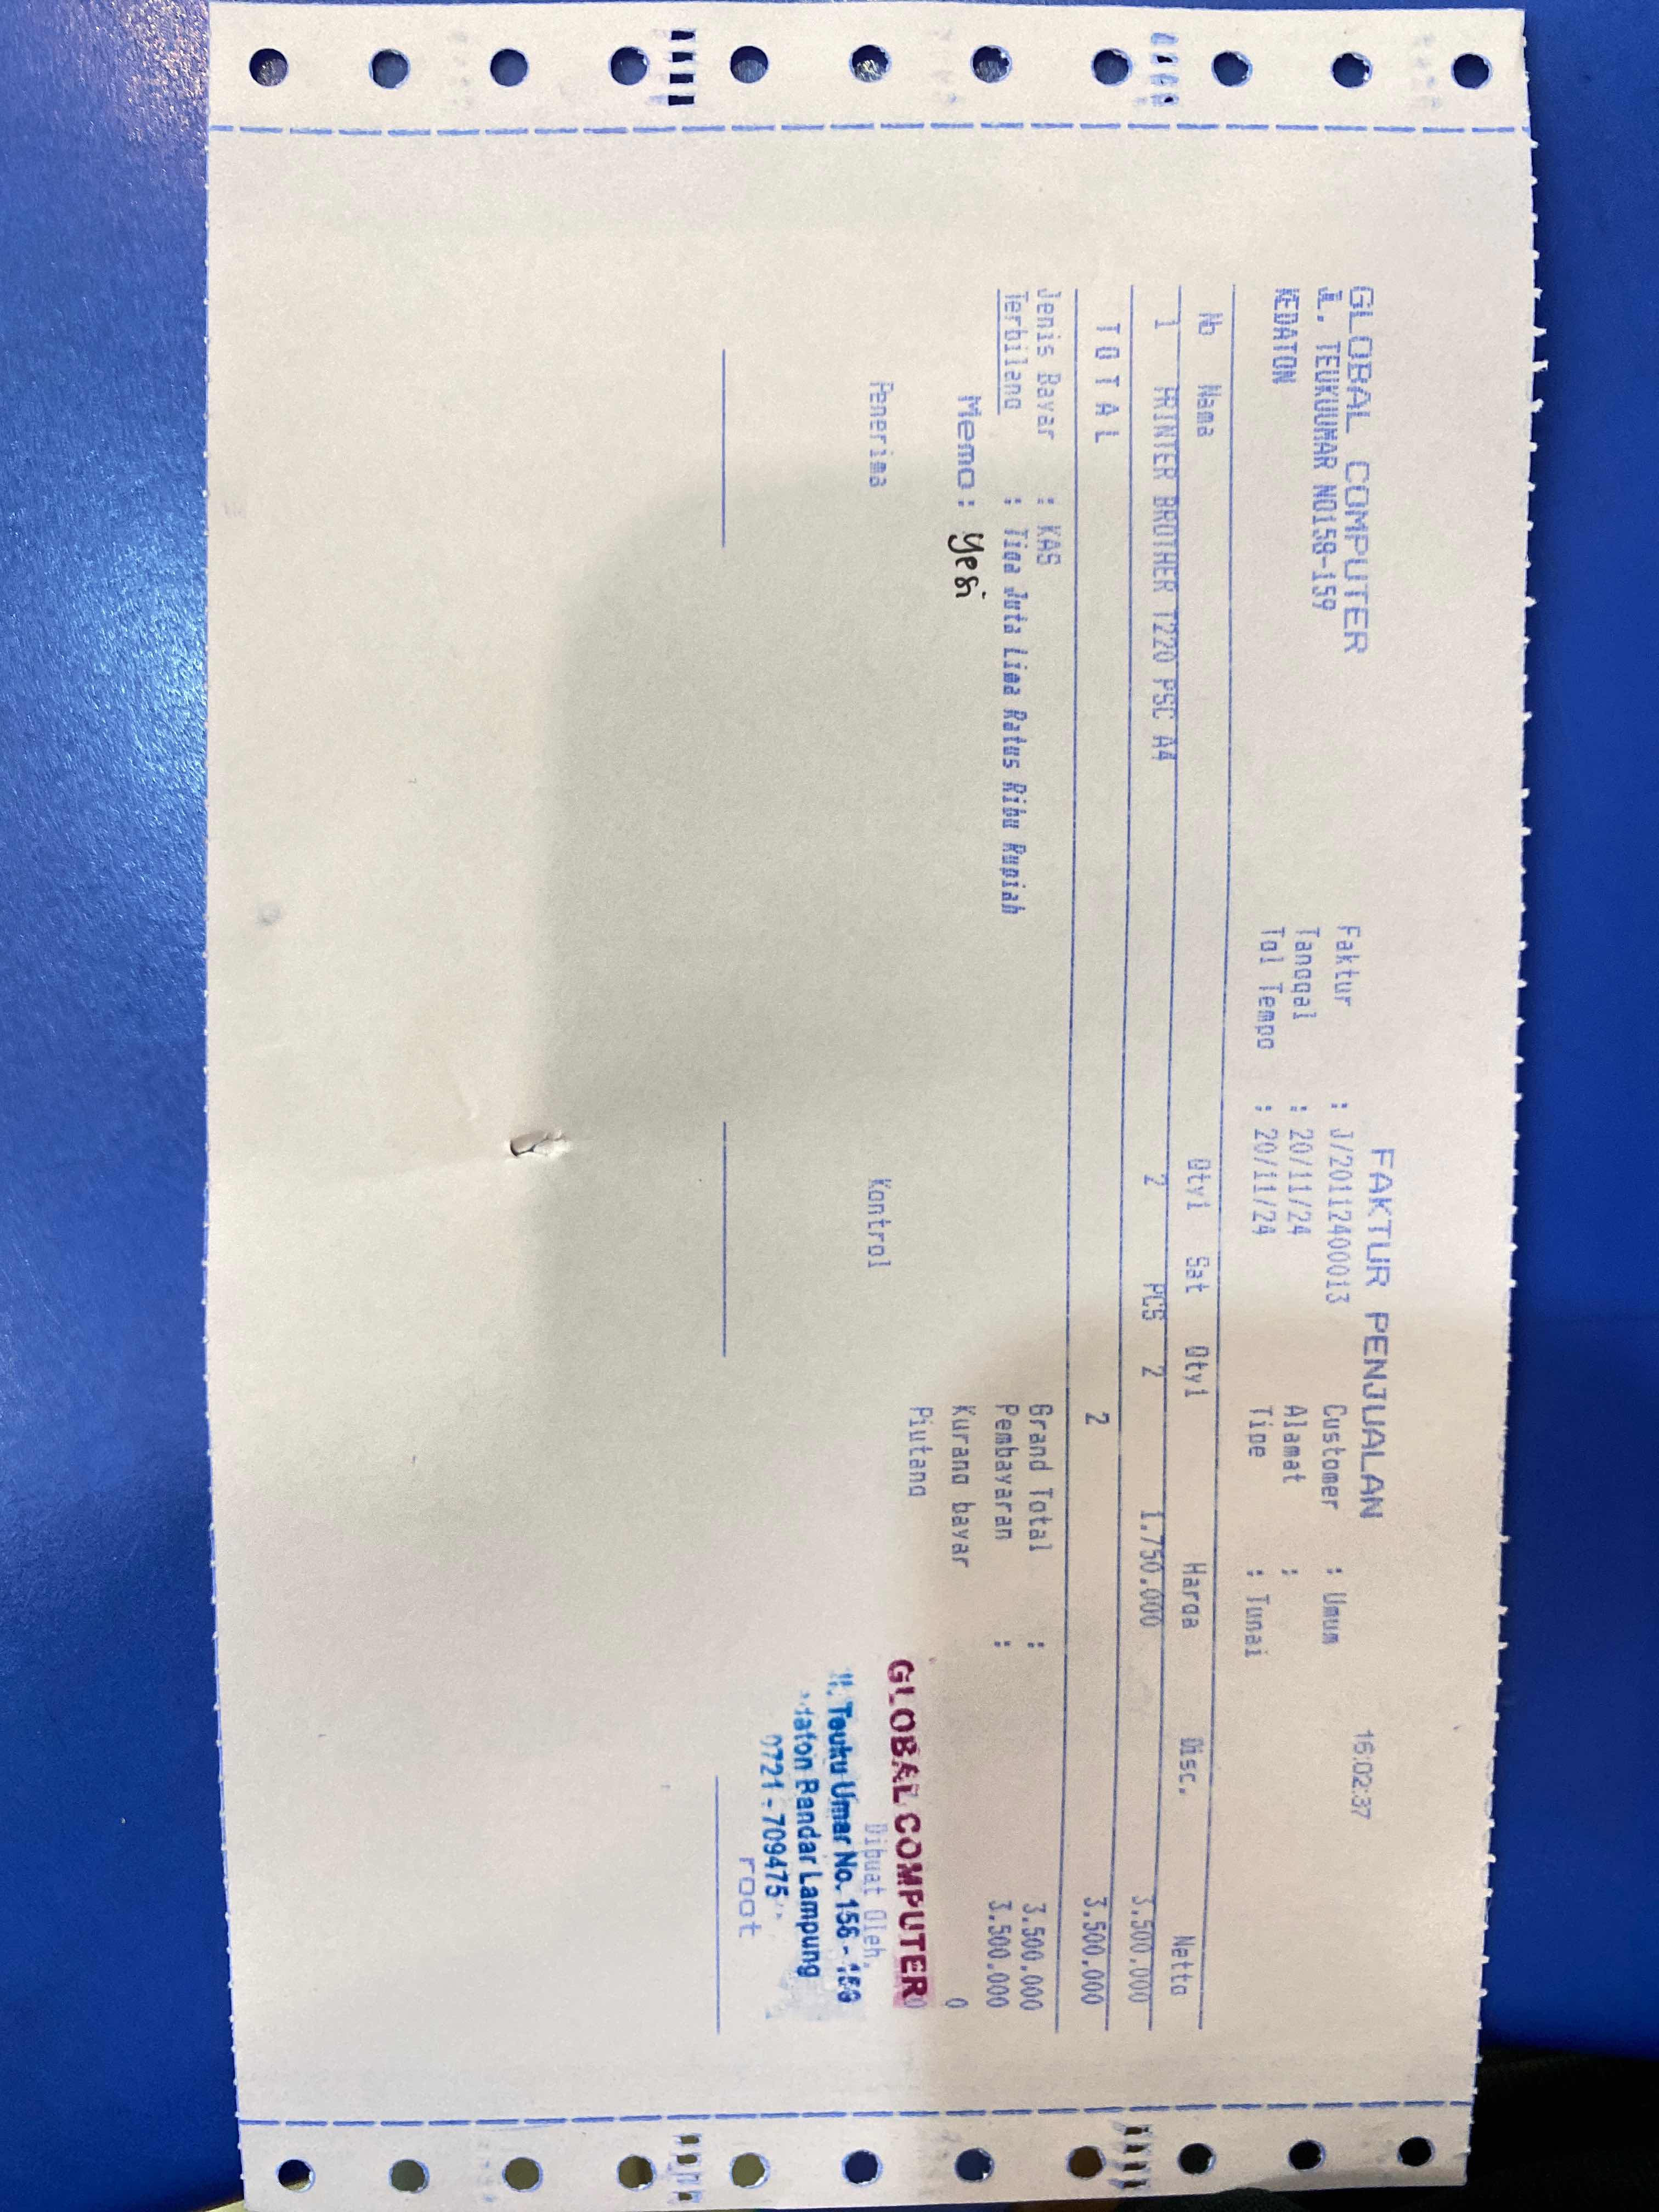 FAKTUR PENJUALAN
16:02:37
GLOBAL COMPUTER
JL. TEUKUUMAR NO158-159
KEDATON
Faktur : J/20112400013
Tanggal : 20/11/24
Tgl Tempo : 20/11/24
Customer : Umum
Alamat :
Tipe : Tunai
No Nama Qty1 Sat Qty1 Harga Disc. Netto
1 PRINTER BROTHER T220 PSC A4 2 PCS 2 1.750.000 3.500.000
T O T A L 2 3.500.000
Jenis Bayar : KAS
Terbilang : Tiga Juta Lima Ratus Ribu Rupiah
Memo: yesi
Grand Total : 3.500.000
Pembayaran : 3.500.000
Kurang bayar 0
Piutang 0
Penerima
Kontrol
Dibuat Oleh,
GLOBAL COMPUTER
Teuku Umar No. 156 - 159
Bandar Lampung
0721 - 709475
root